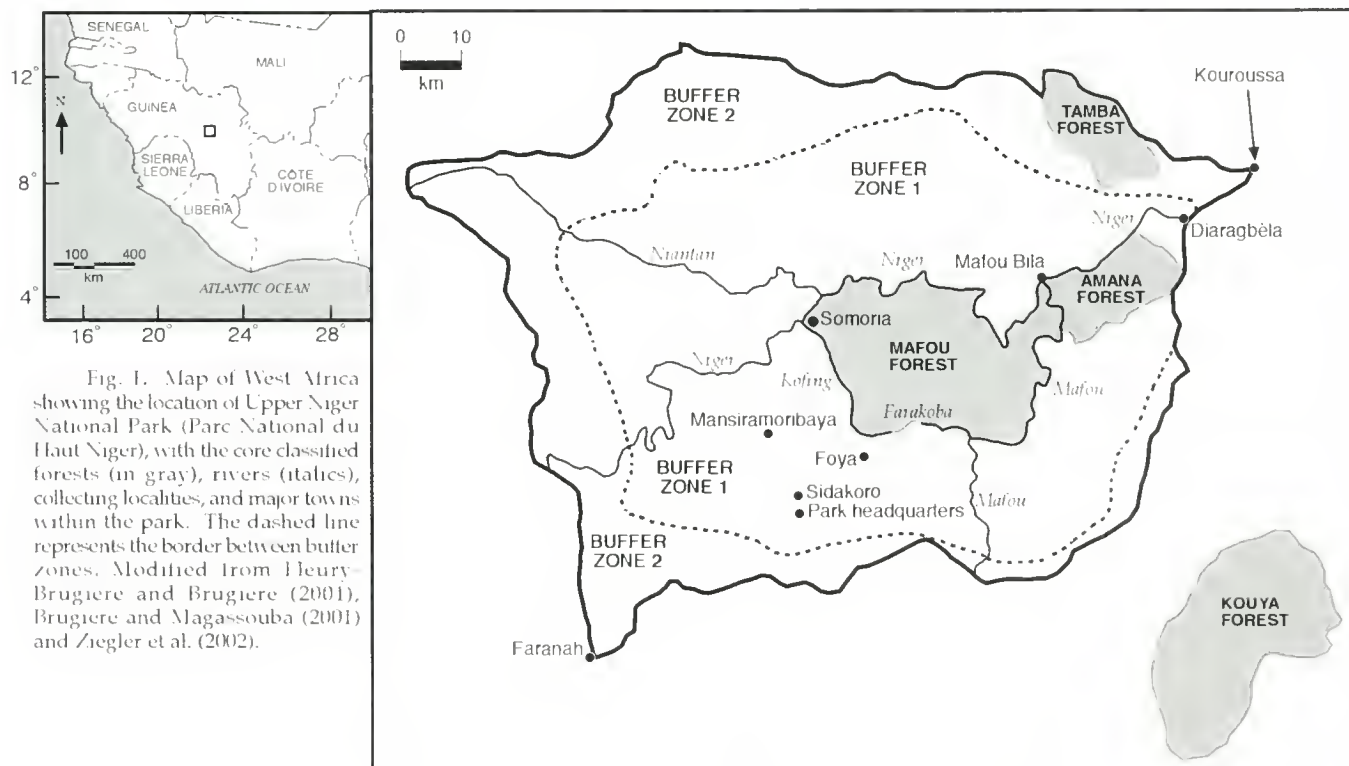 SENEGAL
MALI
12°
N
GUINEA
SIERRA
LEONE
CÔTE
D'IVOIRE
8°
LIBERIA
100 400
km
ATLANTIC OCEAN
4°
16° 20° 24° 28°
Fig. 1. Map of West Africa
showing the location of Upper Niger
National Park (Parc National du
Haut Niger), with the core classified
forests (in gray), rivers (italics),
collecting localities, and major towns
within the park. The dashed line
represents the border between buffer
zones. Modified from Fleury-
Brugiere and Brugiere (2001),
Brugiere and Magassouba (2001)
and Ziegler et al. (2002).
0 10
km
Kouroussa
BUFFER
ZONE 2
TAMBA
FOREST
BUFFER
ZONE 1
Niger
Diaragbèla
Niantan
Niger
Mafou Bila
AMANA
FOREST
Somoria
MAFOU
FOREST
Niger
Kofing
Mafou
Farakoba
Mansiramoribaya
Foya
BUFFER
ZONE 1
Mafou
Sidakoro
Park headquarters
BUFFER
ZONE 2
KOUYA
FOREST
Faranah